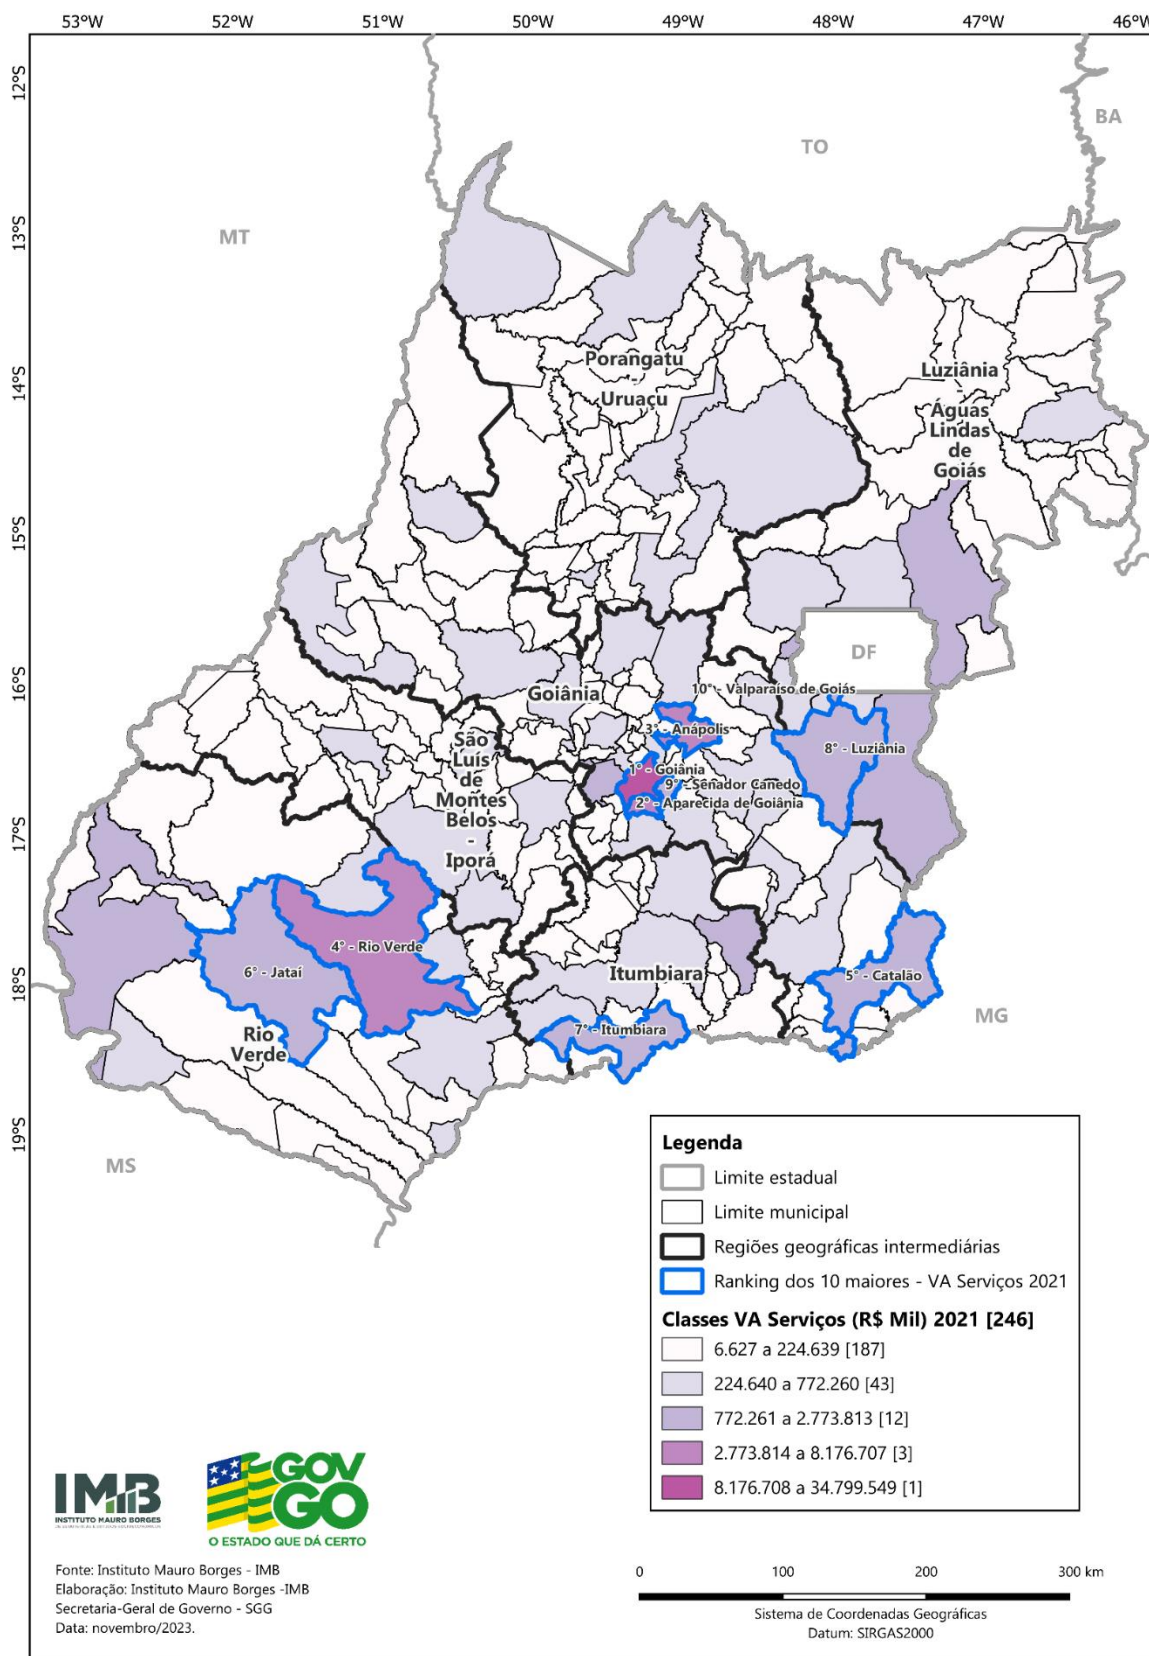 53°W 52°W 51°W 50°W 49°W 48°W 47°W 46°W
12°S
BA
TO
13°S
MT
Porangatu
-
Uruaçu
14°S
Luziânia
-
Águas
Lindas
de
Goiás
15°S
DF
16°S
Goiânia
10° - Valparaíso de Goiás
3° - Anápolis
8° - Luziânia
São
Luís
de
Montes
Belos
-
Iporá
1° - Goiânia
9° - Senador Canedo
2° - Aparecida de Goiânia
17°S
4° - Rio Verde
6° - Jataí
Itumbiara
5° - Catalão
18°S
7° - Itumbiara
MG
Rio
Verde
19°S
MS
Legenda
Limite estadual
Limite municipal
Regiões geográficas intermediárias
Ranking dos 10 maiores - VA Serviços 2021
Classes VA Serviços (R$ Mil) 2021 [246]
6.627 a 224.639 [187]
224.640 a 772.260 [43]
772.261 a 2.773.813 [12]
2.773.814 a 8.176.707 [3]
8.176.708 a 34.799.549 [1]
IMB
INSTITUTO MAURO BORGES
GOV
GO
O ESTADO QUE DÁ CERTO
Fonte: Instituto Mauro Borges - IMB
Elaboração: Instituto Mauro Borges -IMB
Secretaria-Geral de Governo - SGG
Data: novembro/2023.
0 100 200 300 km
Sistema de Coordenadas Geográficas
Datum: SIRGAS2000